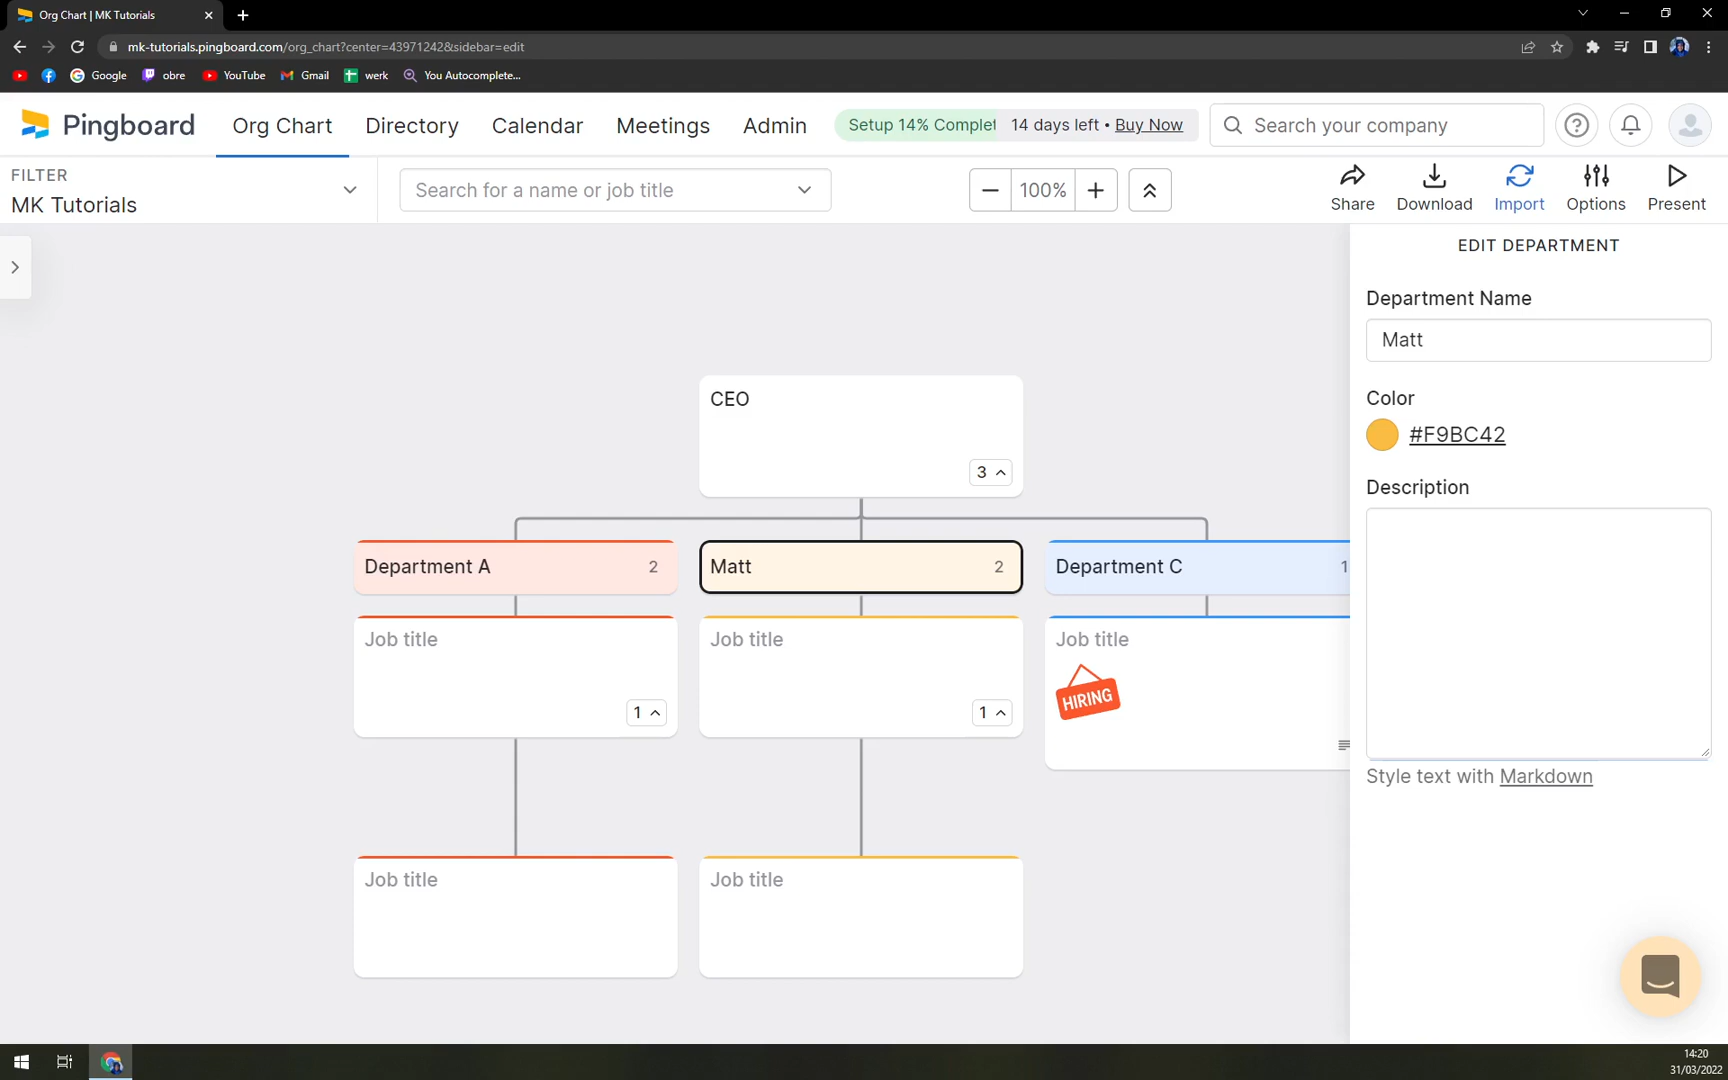 Org Chart | MK Tutorials
mk-tutorials.pingboard.com/org_chart?center=43971242&sidebar=edit
Google obre YouTube Gmail werk You Autocomplete...
Pingboard Org Chart Directory Calendar Meetings Admin Setup 14% Complet 14 days left • Buy Now Search your company
FILTER
MK Tutorials
Search for a name or job title
100%
Share Download Import Options Present
EDIT DEPARTMENT
Department Name
Matt
Color
#F9BC42
Description
Style text with Markdown
CEO
3
Department A 2
Matt 2
Department C 1
Job title
1
Job title
1
Job title
HIRING
Job title
Job title
14:20
31/03/2022